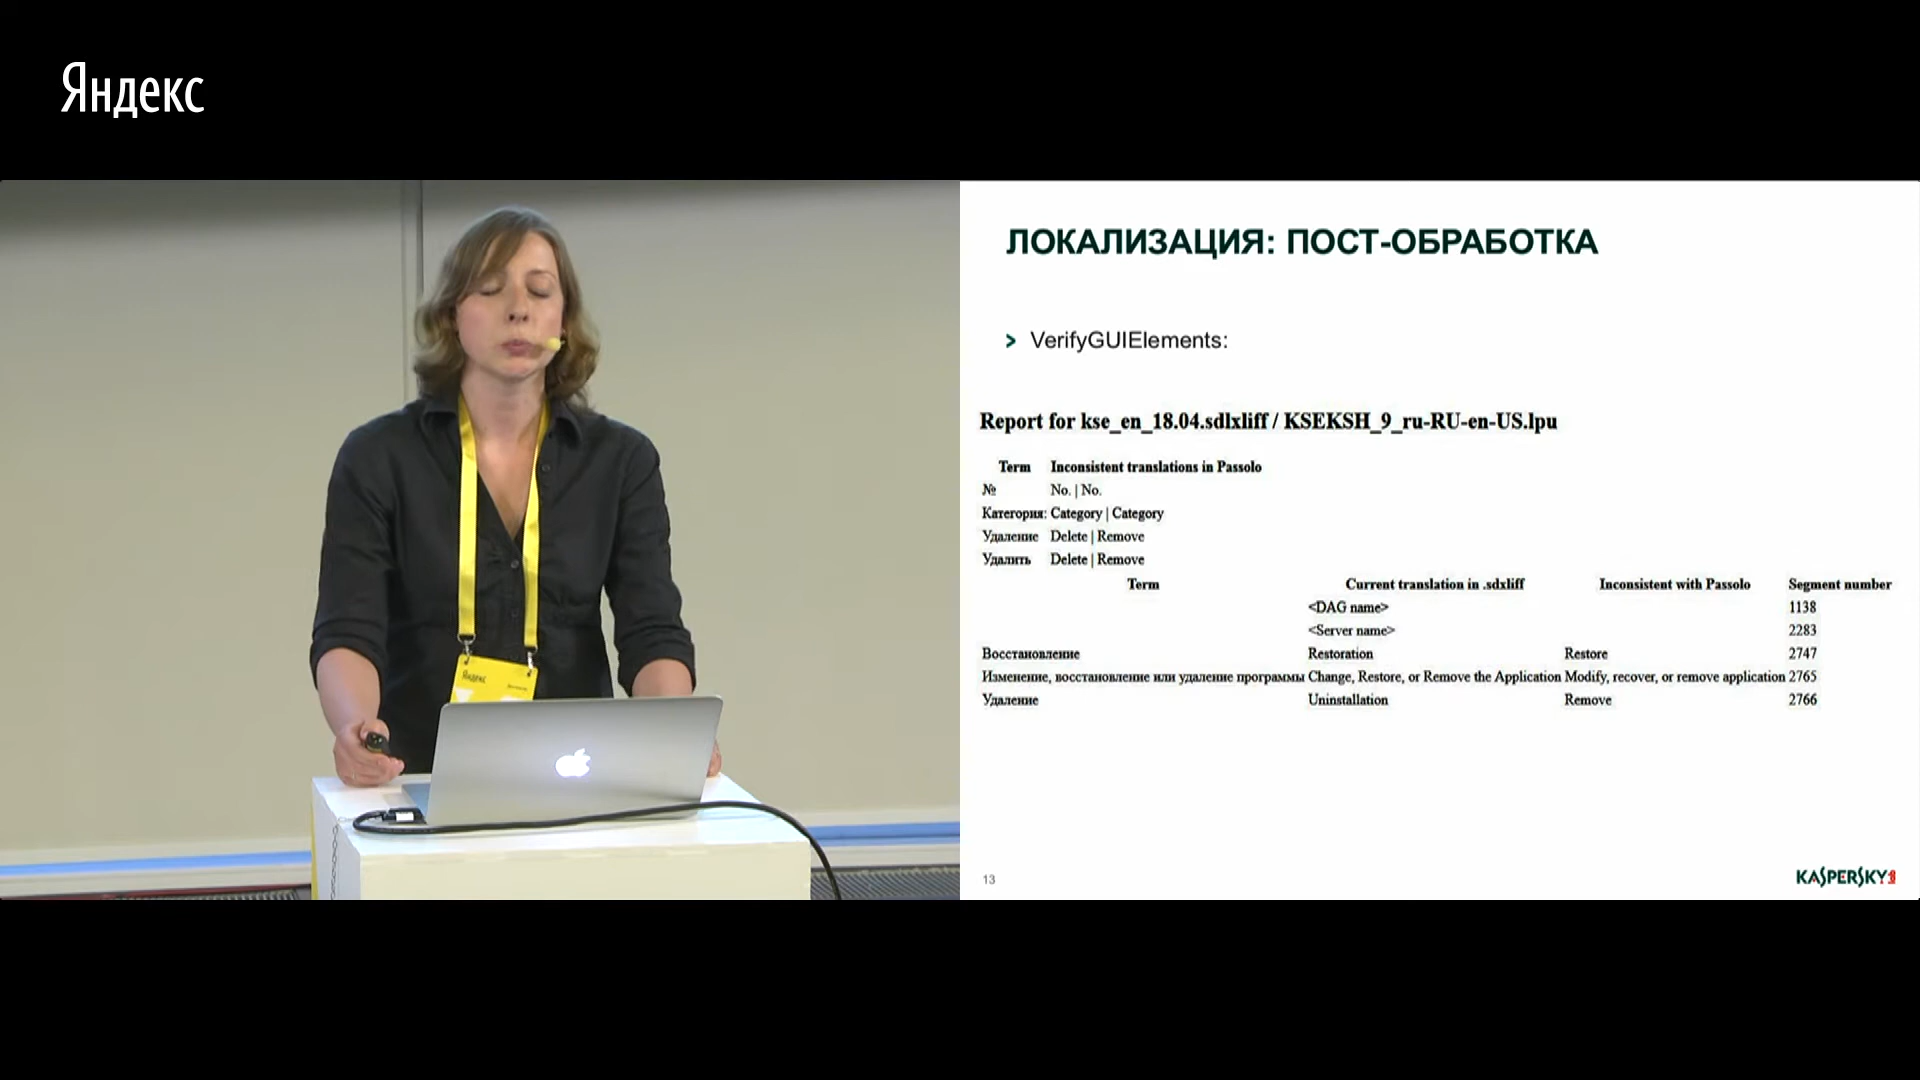 Яндекс
ЛОКАЛИЗАЦИЯ: ПОСТ-ОБРАБОТКА
> VerifyGUIElements:
Report for kse_en_18.04.sdlxliff / KSEKSH_9_ru-RU-en-US.lpu
Term Inconsistent translations in Passolo
№ No. | No.
Категория: Category | Category
Удаление Delete | Remove
Удалить Delete | Remove
Term Current translation in .sdxliff Inconsistent with Passolo Segment number
<DAG name> 1138
<Server name> 2283
Восстановление Restoration Restore 2747
Изменение, восстановление или удаление программы Change, Restore, or Remove the Application Modify, recover, or remove application 2765
Удаление Uninstallation Remove 2766
13
KASPERSKY
Яндекс